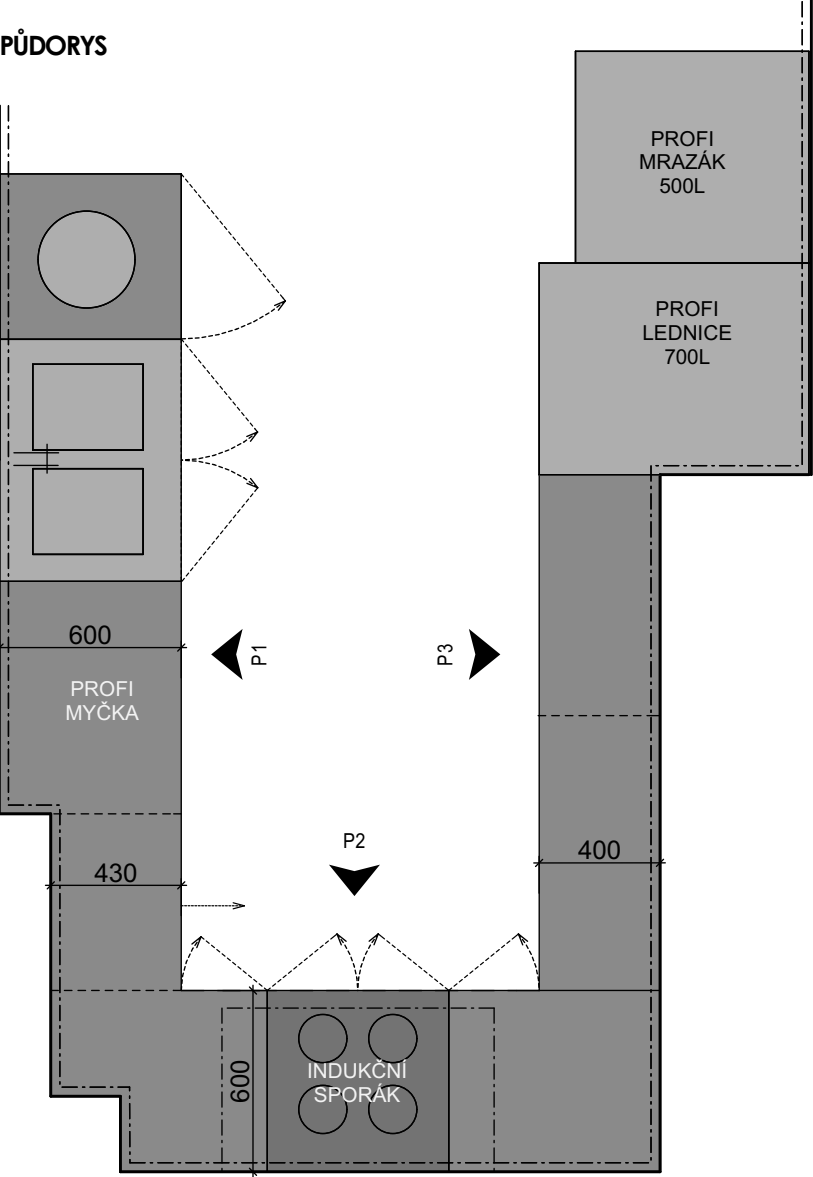 PŮDORYS
PROFI
MRAZÁK
500L
PROFI
LEDNICE
700L
600
PROFI
MYČKA
P1
P3
P2
430
400
600
INDUKČNÍ
SPORÁK